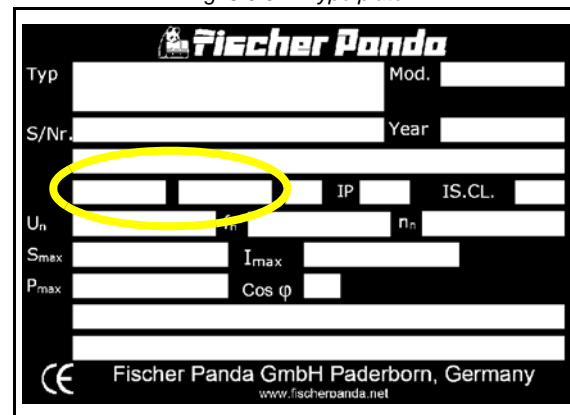 Fischer Panda
Typ Mod.
S/Nr. Year
IP IS.CL.
Un fn nn
Smax Imax
Pmax Cos φ
CE Fischer Panda GmbH Paderborn, Germany
www.fischerpanda.net